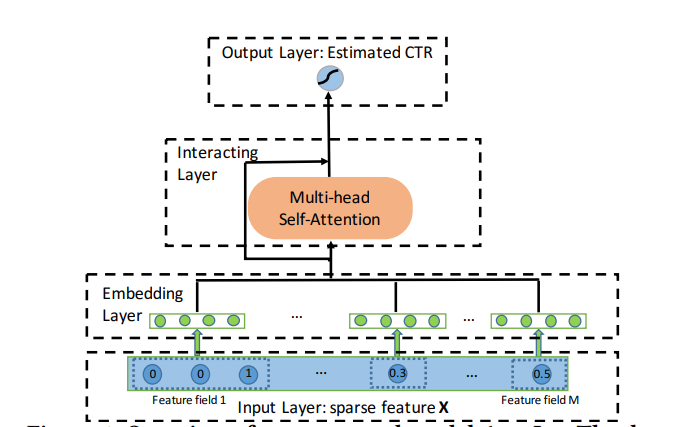 Output Layer: Estimated CTR
Interacting
Layer
Multi-head
Self-Attention
Embedding
Layer
... ...
0 0 1 ... 0.3 ... 0.5
Feature field 1 Feature field M
Input Layer: sparse feature X